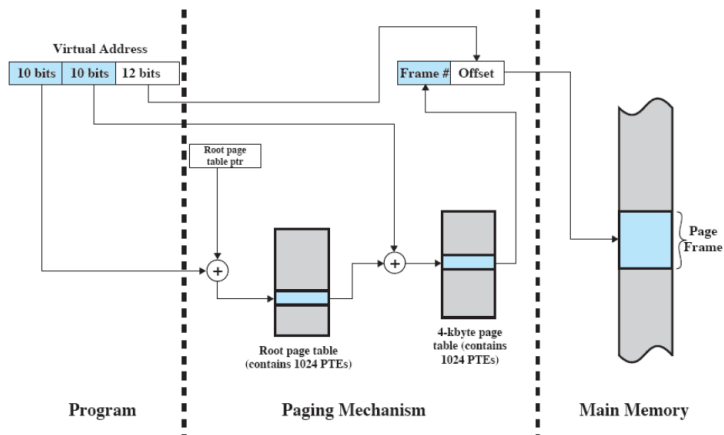 Virtual Address
10 bits 10 bits 12 bits
Frame # Offset
Root page
table ptr
+
+
Page
Frame
Root page table
(contains 1024 PTEs)
4-kbyte page
table (contains
1024 PTEs)
Program
Paging Mechanism
Main Memory